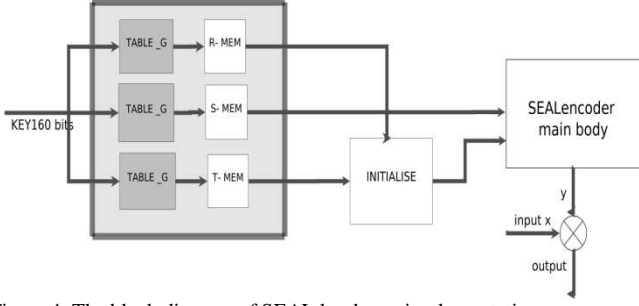 TABLE _G
R- MEM
TABLE _G
S- MEM
KEY160 bits
TABLE _G
T- MEM
INITIALISE
SEALencoder
main body
y
input x
output